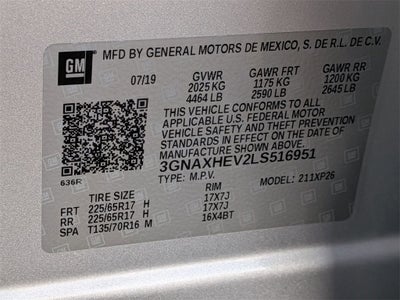 GM
MFD BY GENERAL MOTORS DE MEXICO, S. DE R.L. DE C.V.
07/19 GVWR GAWR FRT GAWR RR
2025 KG 1175 KG 1200 KG
4464 LB 2590 LB 2645 LB
THIS VEHICLE CONFORMS TO ALL
APPLICABLE U.S. FEDERAL MOTOR
VEHICLE SAFETY AND THEFT PREVENTION
STANDARDS IN EFFECT ON THE DATE OF
MANUFACTURE SHOWN ABOVE.
636R 3GNAXHEV2LS516951
TYPE: M.P.V. MODEL: 211XP26
TIRE SIZE RIM
FRT 225/65R17 H 17X7J
RR 225/65R17 H 17X7J
SPA T135/70R16 M 16X4BT